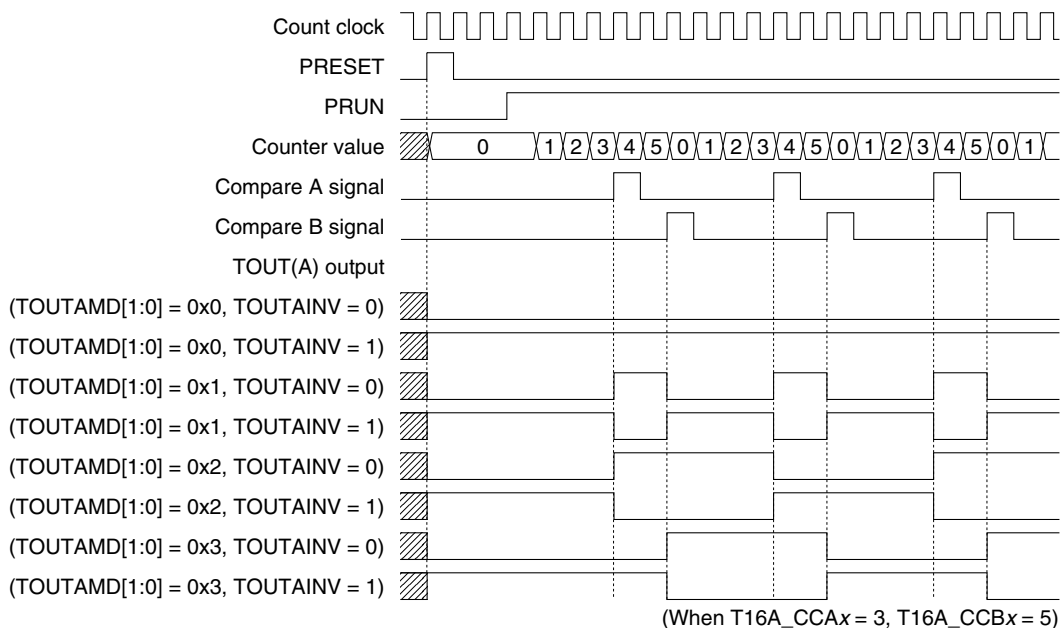 Count clock
PRESET
PRUN
Counter value 0 1 2 3 4 5 0 1 2 3 4 5 0 1 2 3 4 5 0 1
Compare A signal
Compare B signal
TOUT(A) output
(TOUTAMD[1:0] = 0x0, TOUTAINV = 0)
(TOUTAMD[1:0] = 0x0, TOUTAINV = 1)
(TOUTAMD[1:0] = 0x1, TOUTAINV = 0)
(TOUTAMD[1:0] = 0x1, TOUTAINV = 1)
(TOUTAMD[1:0] = 0x2, TOUTAINV = 0)
(TOUTAMD[1:0] = 0x2, TOUTAINV = 1)
(TOUTAMD[1:0] = 0x3, TOUTAINV = 0)
(TOUTAMD[1:0] = 0x3, TOUTAINV = 1)
(When T16A_CCAx = 3, T16A_CCBx = 5)